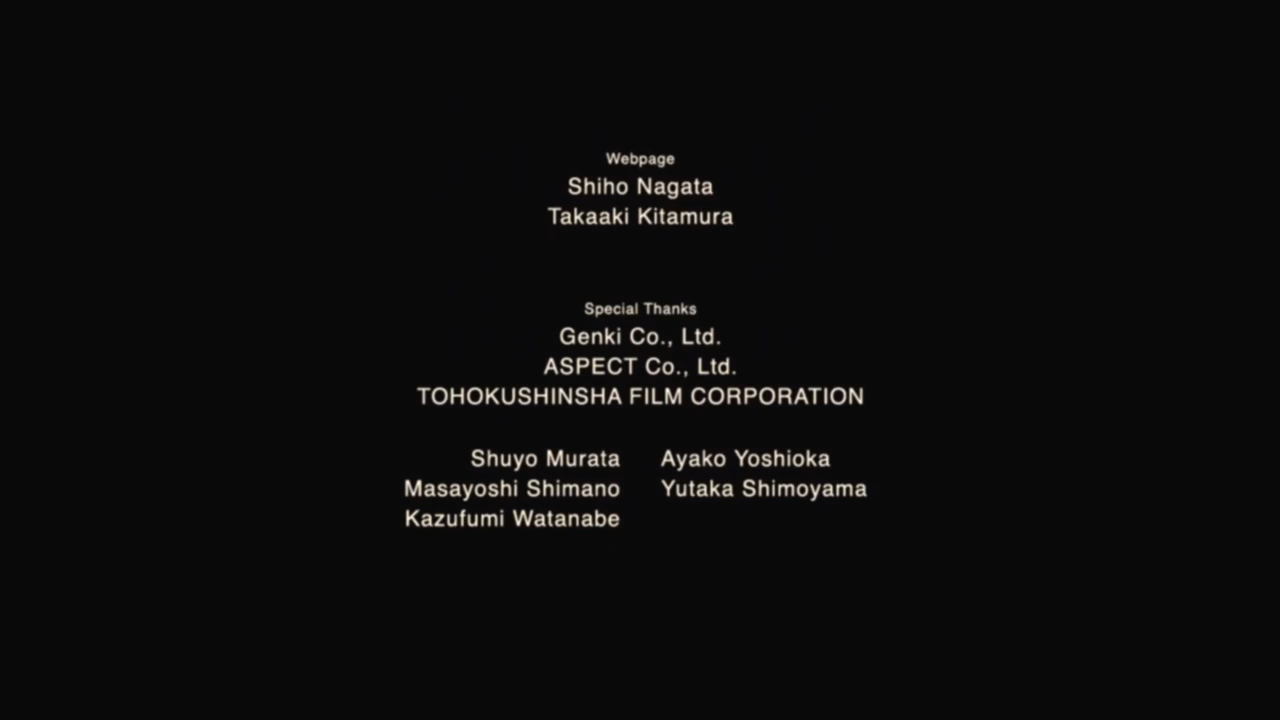 Webpage
Shiho Nagata
Takaaki Kitamura
Special Thanks
Genki Co., Ltd.
ASPECT Co., Ltd.
TOHOKUSHINSHA FILM CORPORATION
Shuyo Murata Ayako Yoshioka
Masayoshi Shimano Yutaka Shimoyama
Kazufumi Watanabe